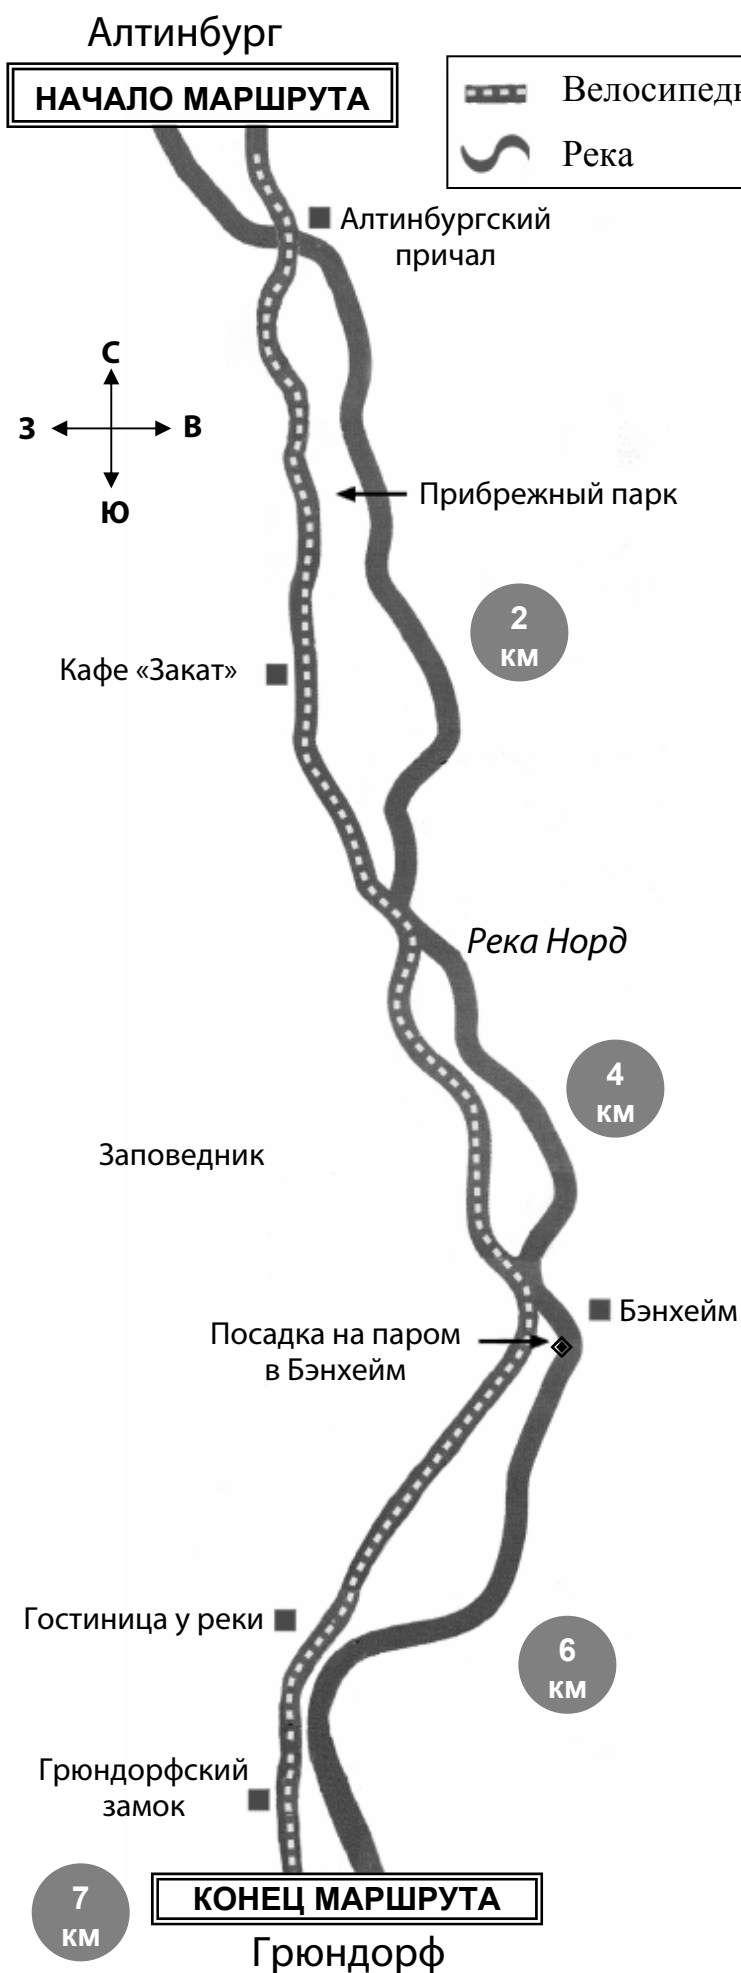 Алтинбург
НАЧАЛО МАРШРУТА
Велосипедн
Река
Алтинбургский
причал
С
З
В
Ю
Прибрежный парк
2
км
Кафе «Закат»
Река Норд
4
км
Заповедник
Бэнхейм
Посадка на паром
в Бэнхейм
Гостиница у реки
6
км
Грюндорфский
замок
7
км
КОНЕЦ МАРШРУТА
Грюндорф